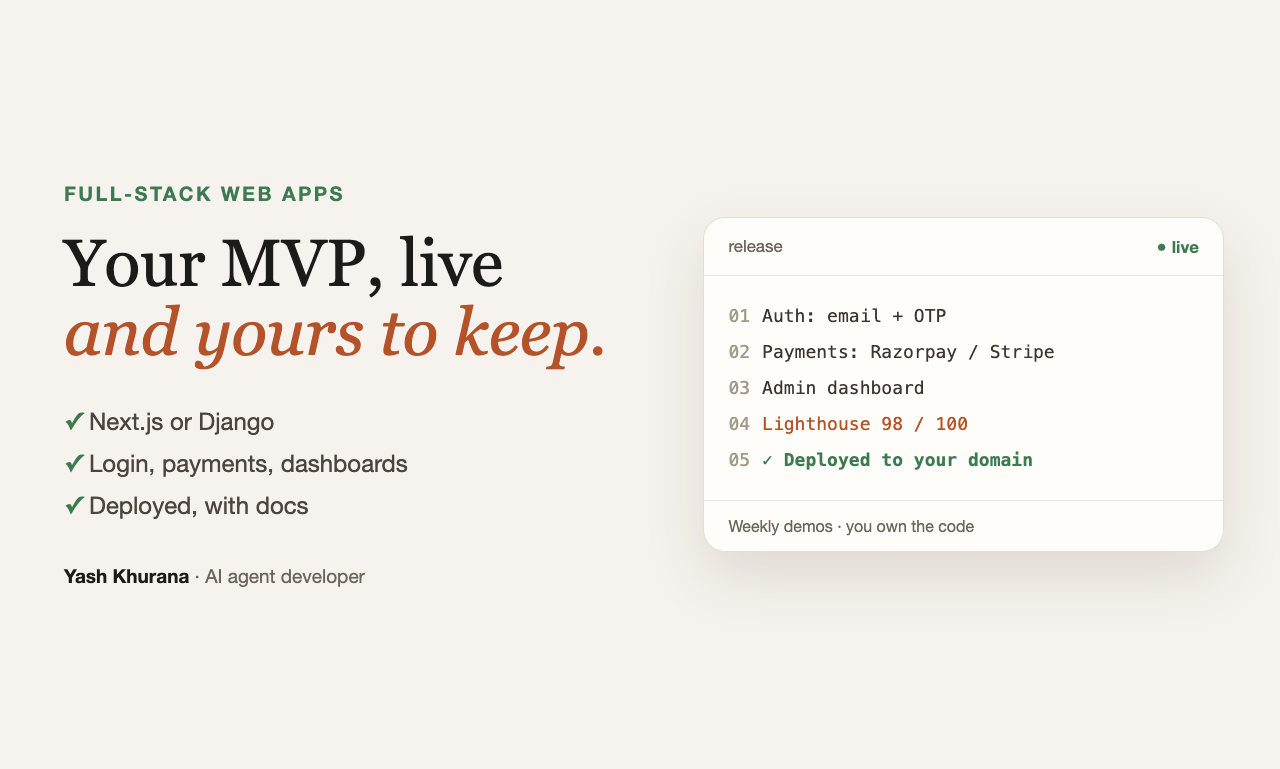 FULL-STACK WEB APPS
Your MVP, live
and yours to keep.
✓ Next.js or Django
✓ Login, payments, dashboards
✓ Deployed, with docs
Yash Khurana · AI agent developer
release
• live
01 Auth: email + OTP
02 Payments: Razorpay / Stripe
03 Admin dashboard
04 Lighthouse 98 / 100
05 ✓ Deployed to your domain
Weekly demos · you own the code